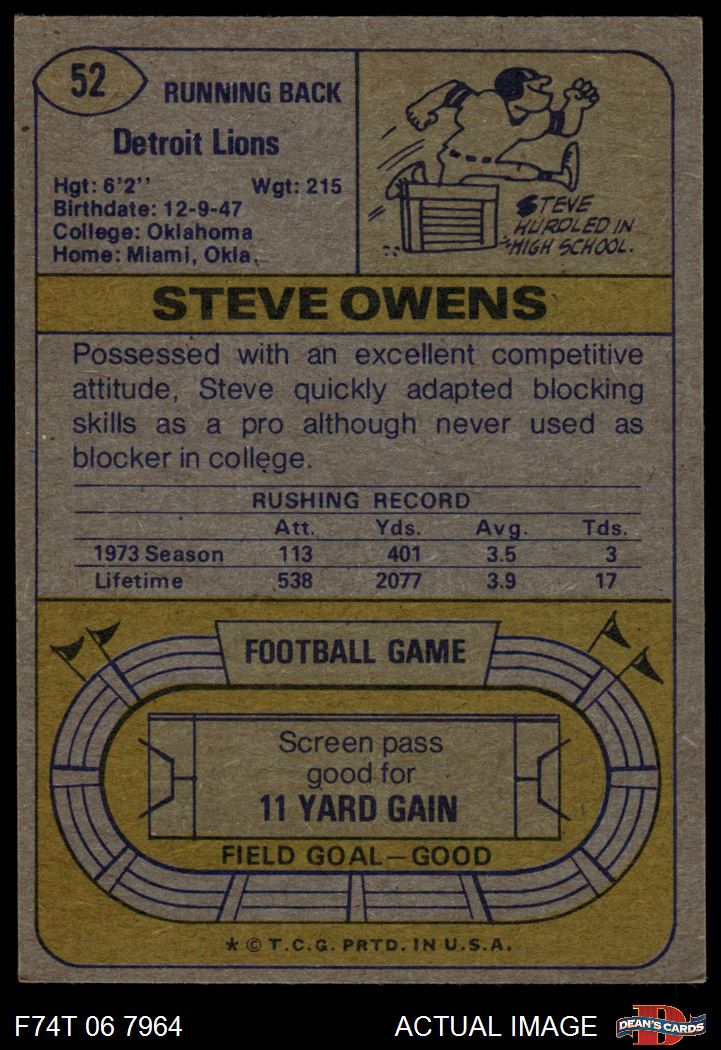 52
RUNNING BACK
Detroit Lions
Hgt: 6'2'' Wgt: 215
Birthdate: 12-9-47
College: Oklahoma
Home: Miami, Okla.
STEVE
HURDLED IN
HIGH SCHOOL.
STEVE OWENS
Possessed with an excellent competitive
attitude, Steve quickly adapted blocking
skills as a pro although never used as
blocker in college.
RUSHING RECORD
Att. Yds. Avg. Tds.
1973 Season 113 401 3.5 3
Lifetime 538 2077 3.9 17
FOOTBALL GAME
Screen pass
good for
11 YARD GAIN
FIELD GOAL—GOOD
* © T.C.G. PRTD. IN U.S.A.
F74T 06 7964 ACTUAL IMAGE
D
DEAN'S CARDS